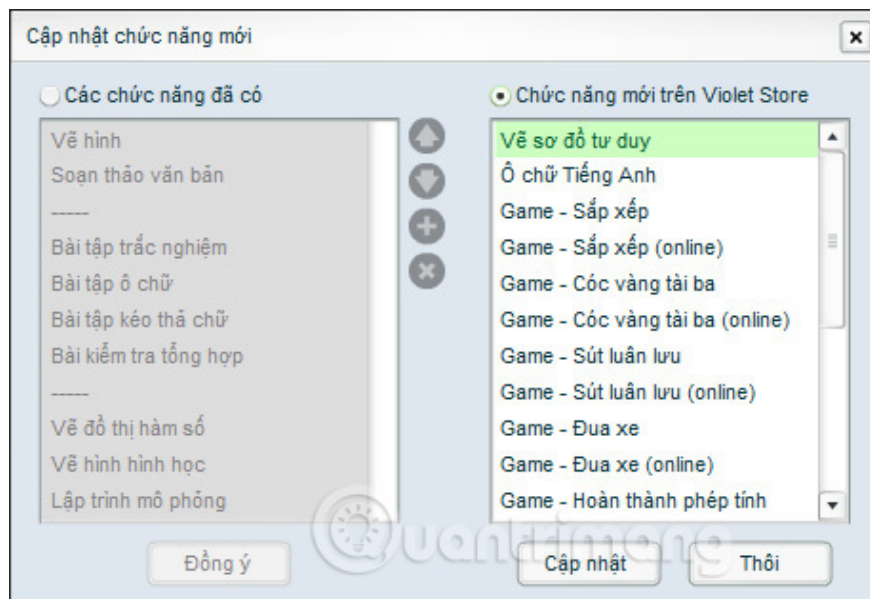 Cập nhật chức năng mới
Các chức năng đã có
Vẽ hình
Soạn thảo văn bản
-----
Bài tập trắc nghiệm
Bài tập ô chữ
Bài tập kéo thả chữ
Bài kiểm tra tổng hợp
-----
Vẽ đồ thị hàm số
Vẽ hình hình học
Lập trình mô phỏng
Đồng ý
Chức năng mới trên Violet Store
Vẽ sơ đồ tư duy
Ô chữ Tiếng Anh
Game - Sắp xếp
Game - Sắp xếp (online)
Game - Cóc vàng tài ba
Game - Cóc vàng tài ba (online)
Game - Sút luân lưu
Game - Sút luân lưu (online)
Game - Đua xe
Game - Đua xe (online)
Game - Hoàn thành phép tính
Cập nhật
Thôi
Quantrimang